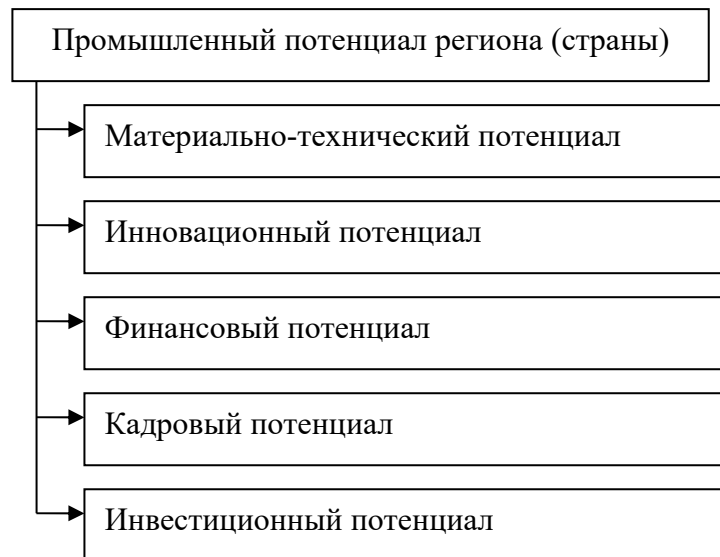 Промышленный потенциал региона (страны)
Материально-технический потенциал
Инновационный потенциал
Финансовый потенциал
Кадровый потенциал
Инвестиционный потенциал